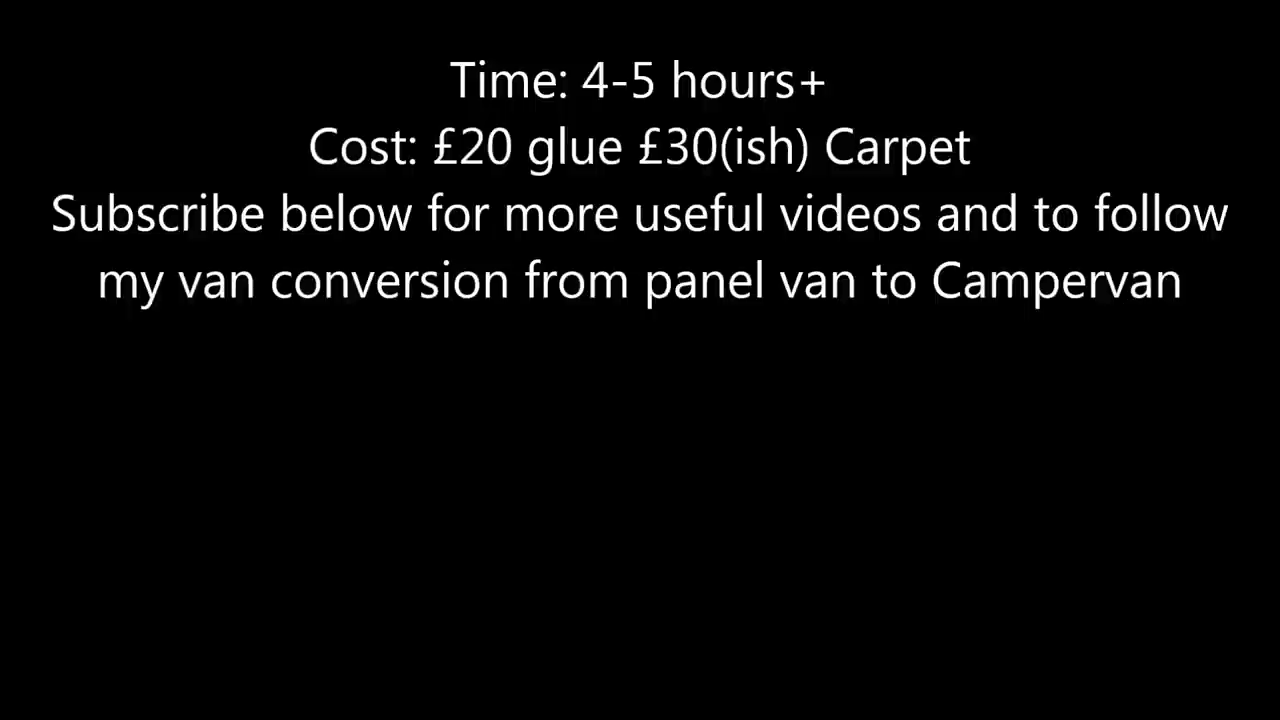 Time: 4-5 hours+
Cost: £20 glue £30(ish) Carpet
Subscribe below for more useful videos and to follow
my van conversion from panel van to Campervan